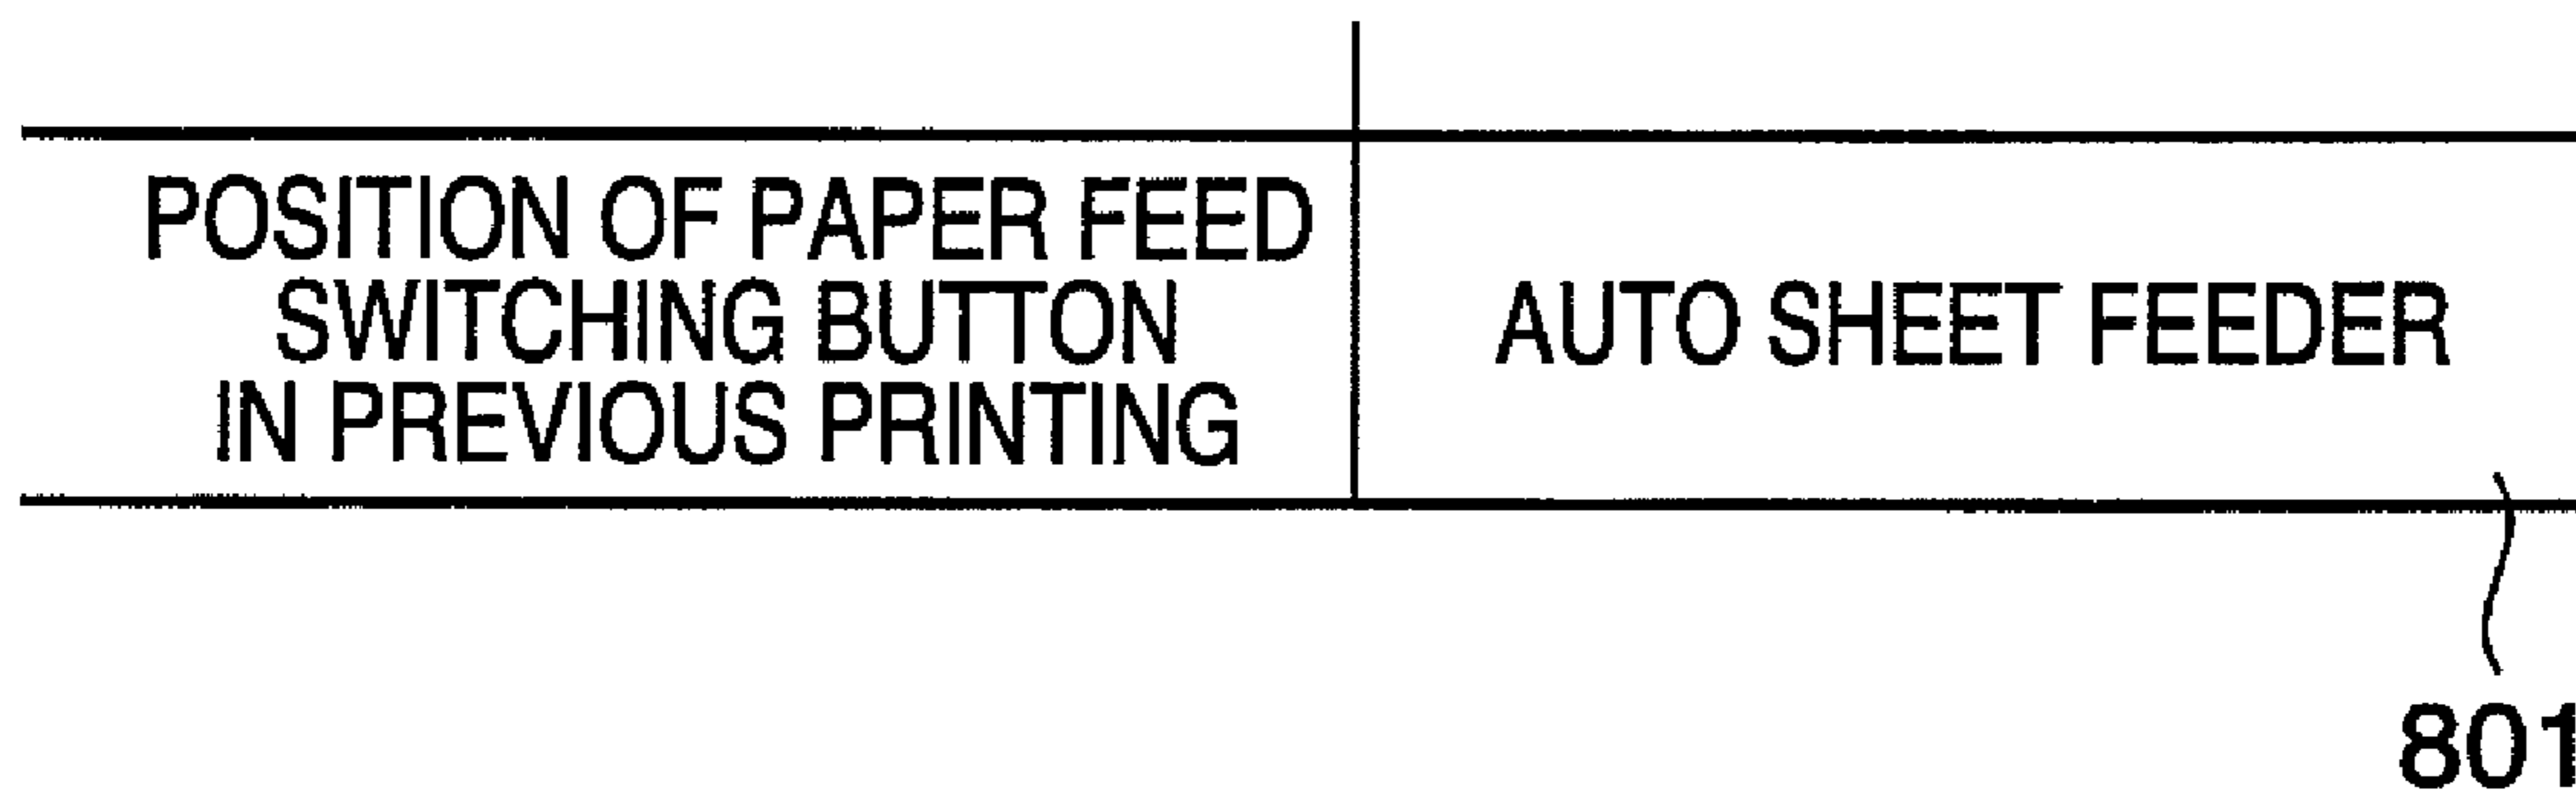 POSITION OF PAPER FEED
SWITCHING BUTTON
IN PREVIOUS PRINTING
AUTO SHEET FEEDER
801